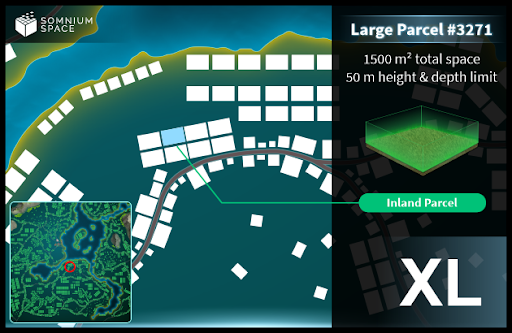 SOMNIUM
SPACE
Large Parcel #3271
1500 m² total space
50 m height & depth limit
Inland Parcel
XL